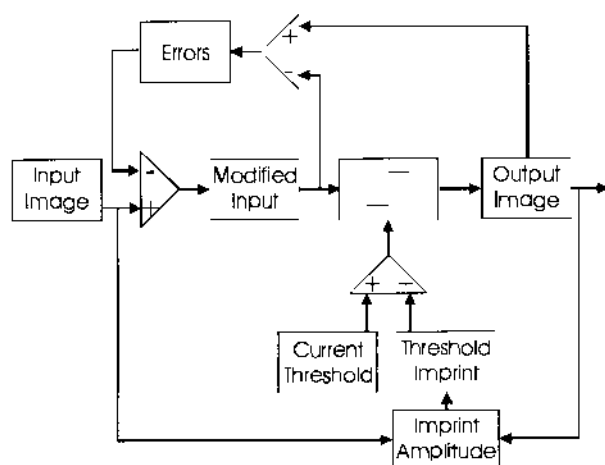 Errors
+
-
Input
Image
-
+
Modified
Input
Output
Image
+ -
Current
Threshold
Threshold
Imprint
Imprint
Amplitude